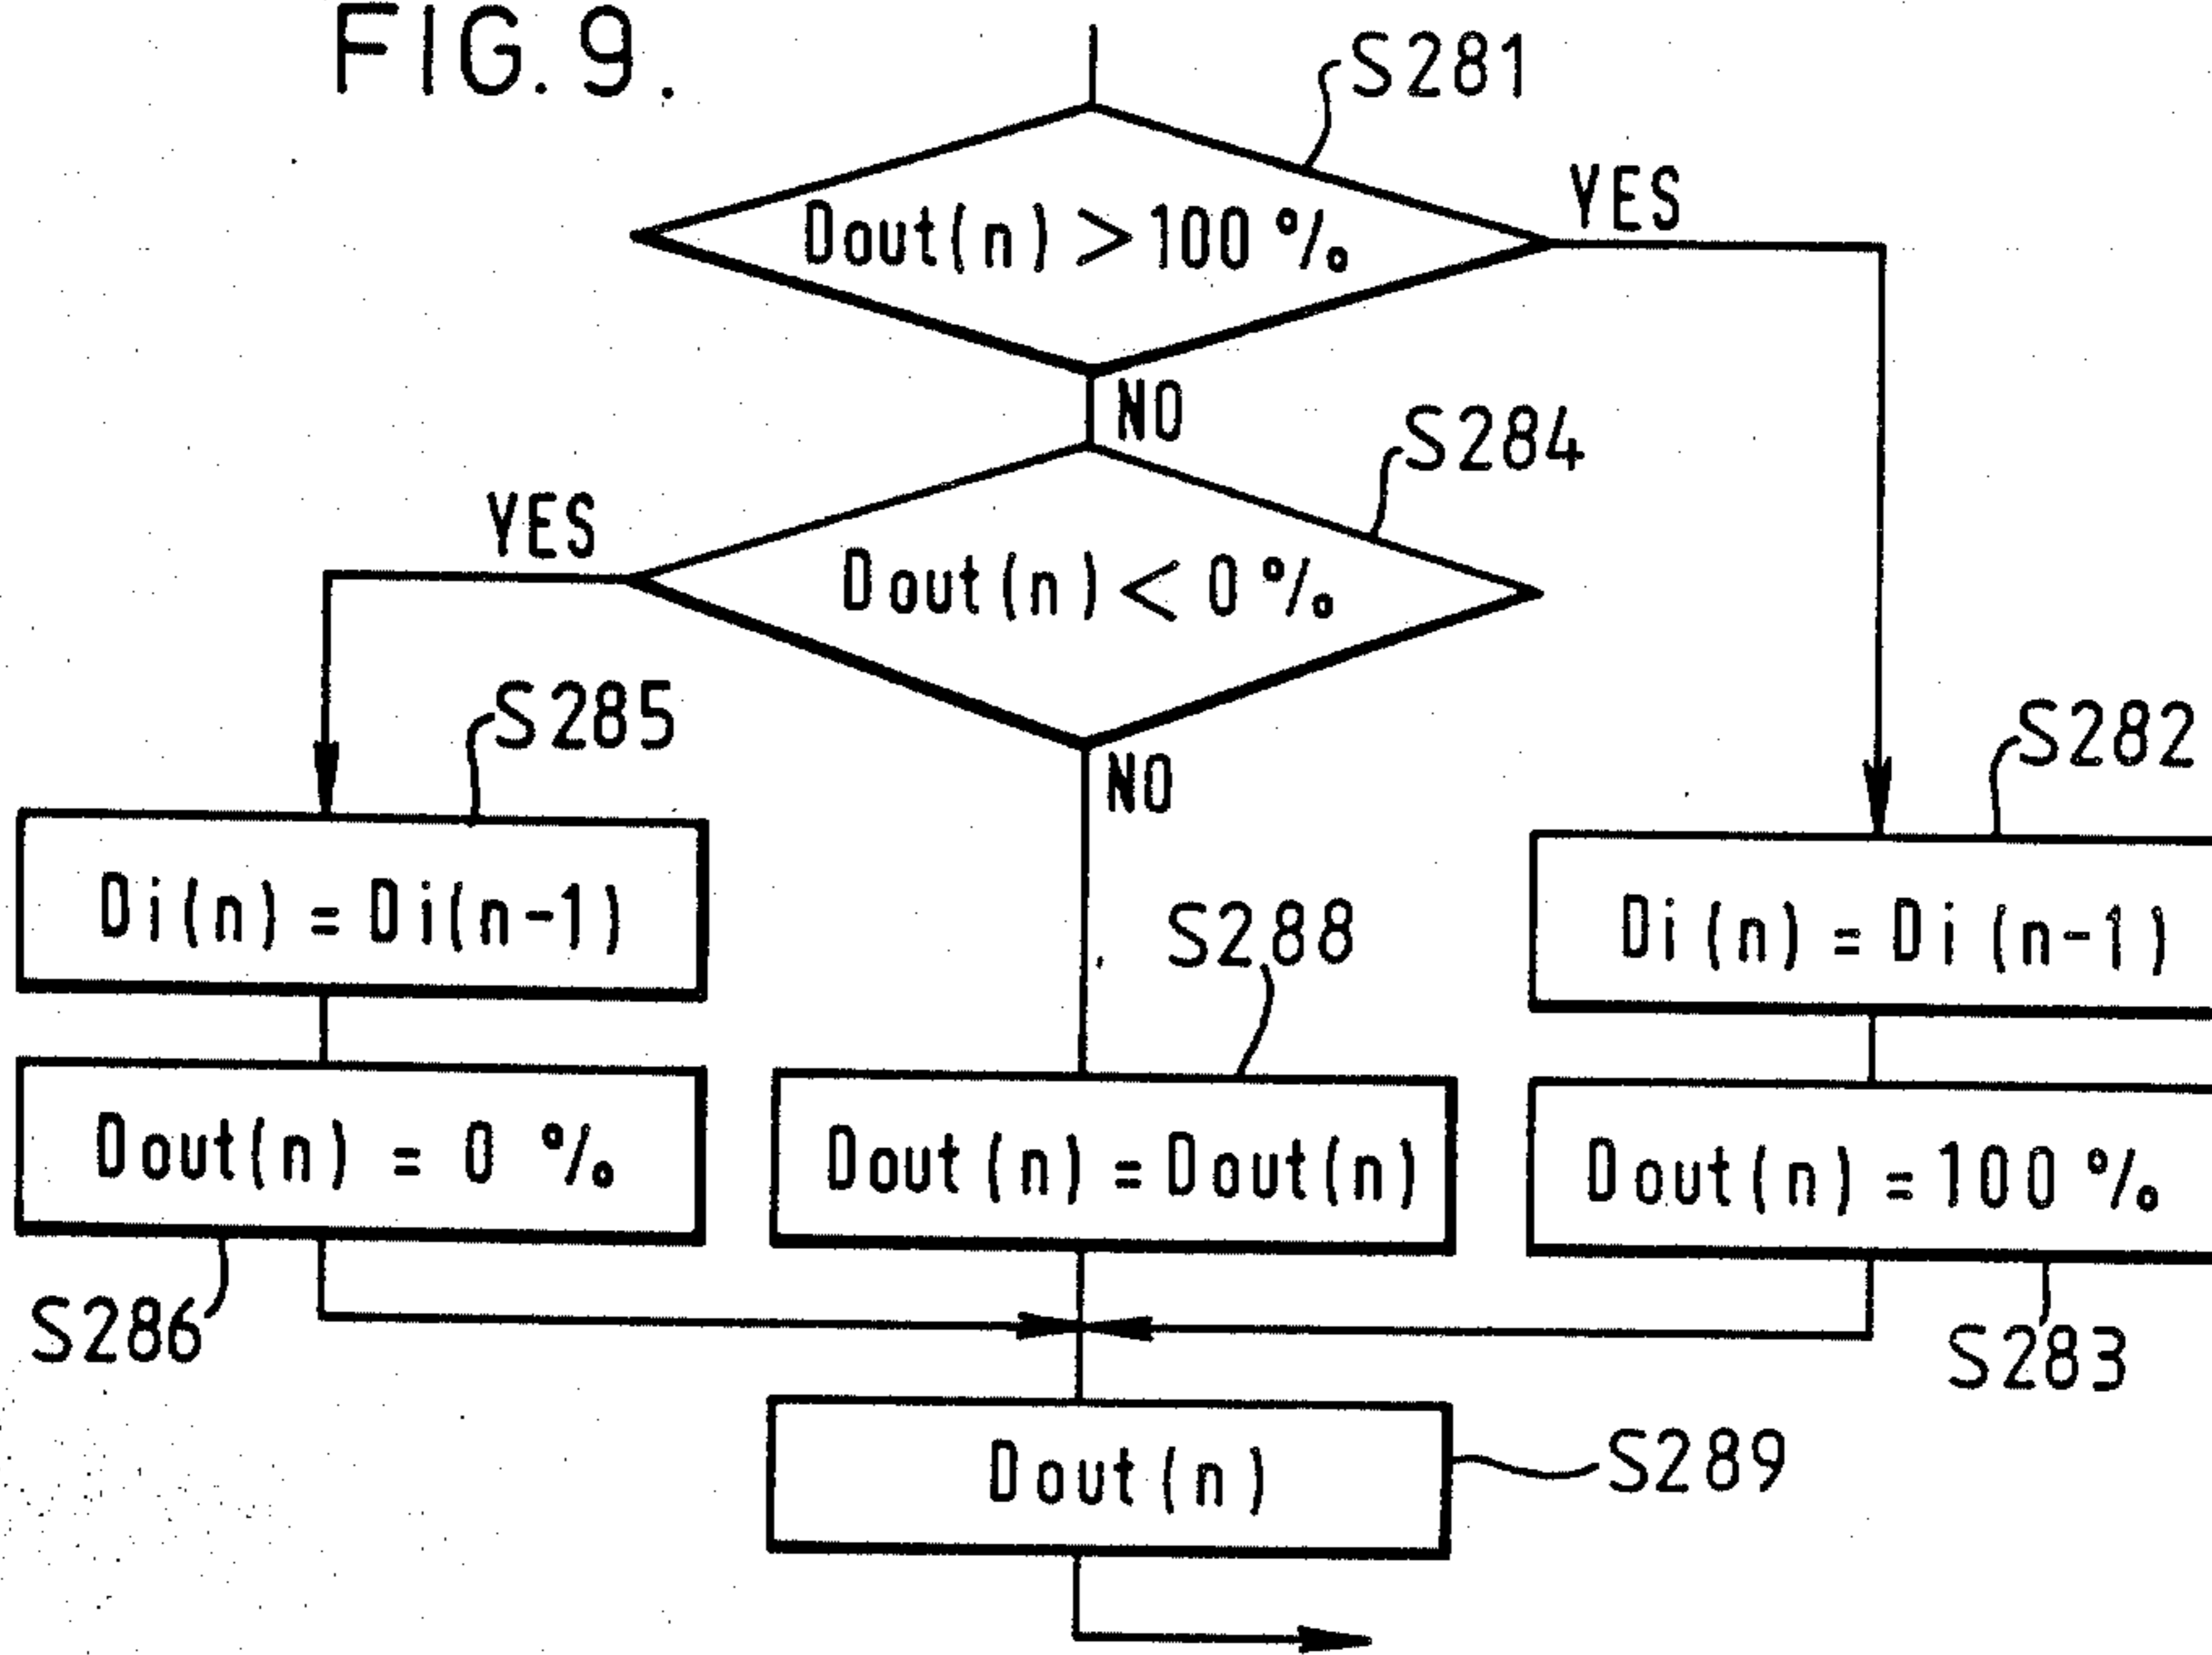 FIG. 9.
S281
Dout(n) > 100 %
YES
NO
S284
YES
Dout(n) < 0 %
NO
S285
S282
Di(n) = Di(n-1)
Di(n) = Di(n-1)
S288
Dout(n) = 0 %
Dout(n) = Dout(n)
Dout(n) = 100 %
S286
S283
Dout(n)
S289